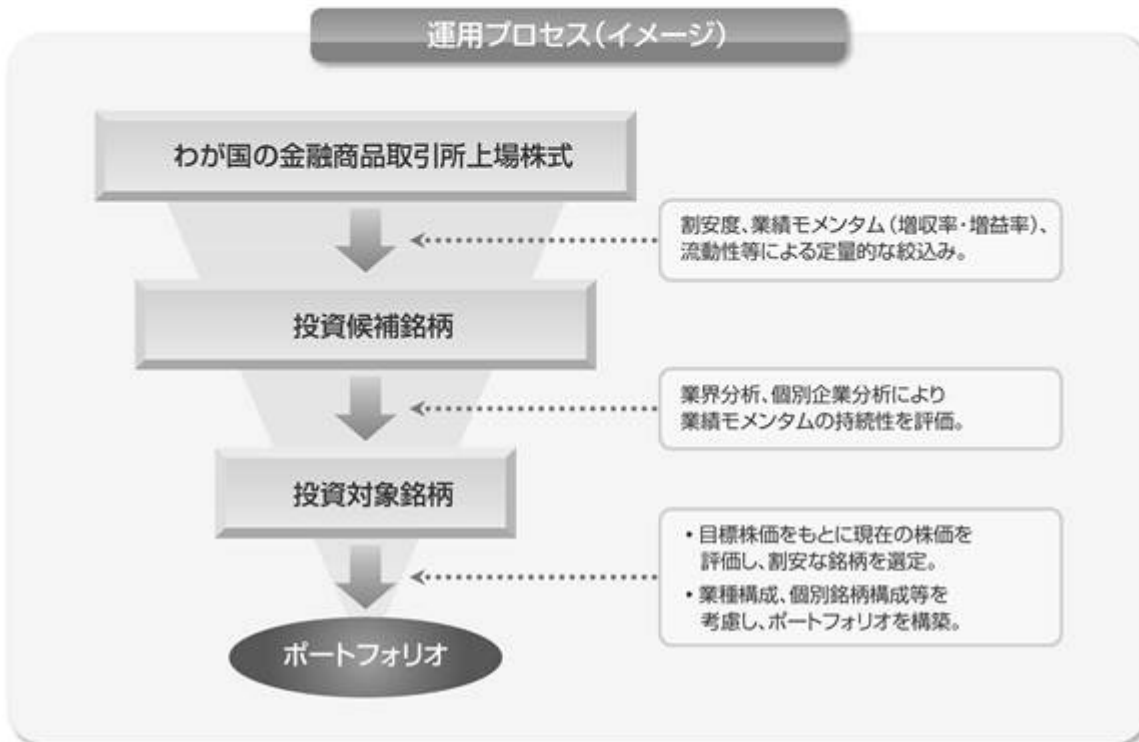 運用プロセス(イメージ)
わが国の金融商品取引所上場株式
割安度、業績モメンタム(増収率・増益率)、
流動性等による定量的な絞込み。
投資候補銘柄
業界分析、個別企業分析により
業績モメンタムの持続性を評価。
投資対象銘柄
・目標株価をもとに現在の株価を
評価し、割安な銘柄を選定。
・業種構成、個別銘柄構成等を
考慮し、ポートフォリオを構築。
ポートフォリオ